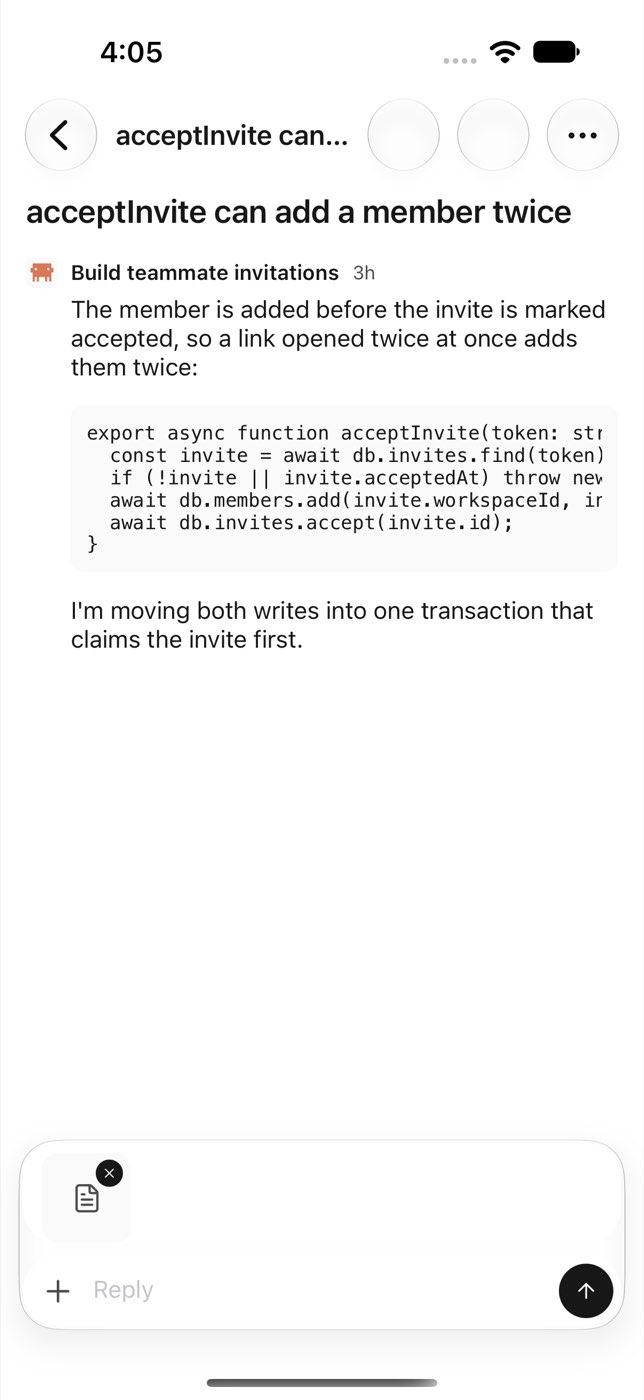 4:05
acceptInvite can...
acceptInvite can add a member twice
Build teammate invitations 3h
The member is added before the invite is marked
accepted, so a link opened twice at once adds
them twice:
export async function acceptInvite(token: str
  const invite = await db.invites.find(token)
  if (!invite || invite.acceptedAt) throw new
  await db.members.add(invite.workspaceId, in
  await db.invites.accept(invite.id);
}
I'm moving both writes into one transaction that
claims the invite first.
Reply